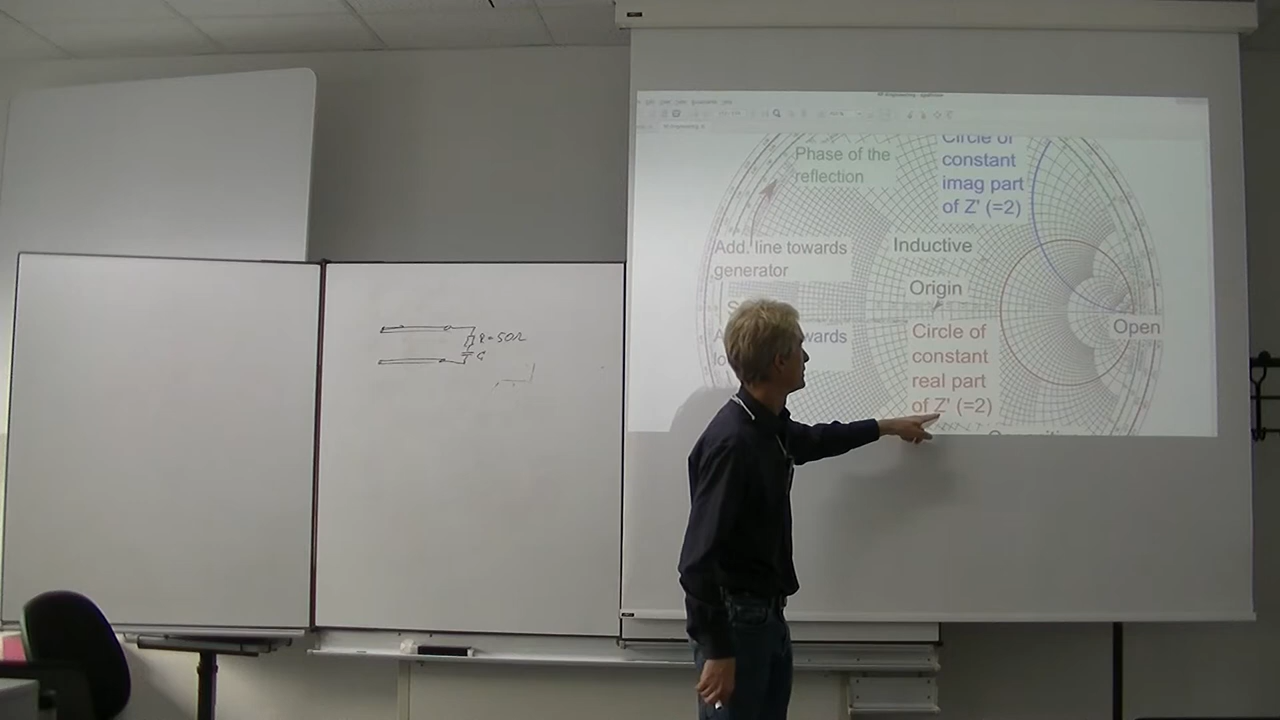 R=50Ω
C
Phase of the
reflection
Circle of
constant
imag part
of Z' (=2)
Add. line towards
generator
Inductive
Origin
Circle of
constant
real part
of Z' (=2)
Open